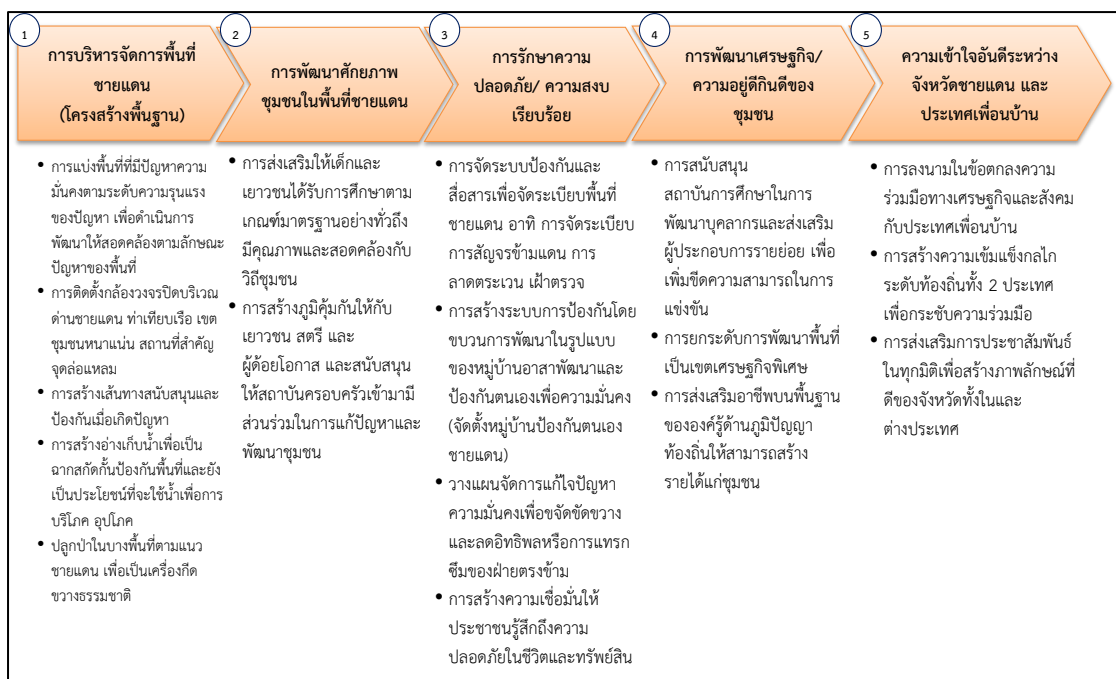 1
การบริหารจัดการพื้นที่
ชายแดน
(โครงสร้างพื้นฐาน)
• การแบ่งพื้นที่ที่มีปัญหาความ
มั่นคงตามระดับความรุนแรง
ของปัญหา เพื่อดำเนินการ
พัฒนาให้สอดคล้องตามลักษณะ
ปัญหาของพื้นที่
• การติดตั้งกล้องวงจรปิดบริเวณ
ด่านชายแดน ท่าเทียบเรือ เขต
ชุมชนหนาแน่น สถานที่สำคัญ
จุดล่อแหลม
• การสร้างเส้นทางสนับสนุนและ
ป้องกันเมื่อเกิดปัญหา
• การสร้างอ่างเก็บน้ำเพื่อเป็น
ฉากสกัดกั้นป้องกันพื้นที่และยัง
เป็นประโยชน์ที่จะใช้น้ำเพื่อการ
บริโภค อุปโภค
• ปลูกป่าในบางพื้นที่ตามแนว
ชายแดน เพื่อเป็นเครื่องกีด
ขวางธรรมชาติ
2
การพัฒนาศักยภาพ
ชุมชนในพื้นที่ชายแดน
• การส่งเสริมให้เด็กและ
เยาวชนได้รับการศึกษาตาม
เกณฑ์มาตรฐานอย่างทั่วถึง
มีคุณภาพและสอดคล้องกับ
วิถีชุมชน
• การสร้างภูมิคุ้มกันให้กับ
เยาวชน สตรี และ
ผู้ด้อยโอกาส และสนับสนุน
ให้สถาบันครอบครัวเข้ามามี
ส่วนร่วมในการแก้ปัญหาและ
พัฒนาชุมชน
3
การรักษาความ
ปลอดภัย/ ความสงบ
เรียบร้อย
• การจัดระบบป้องกันและ
สื่อสารเพื่อจัดระเบียบพื้นที่
ชายแดน อาทิ การจัดระเบียบ
การสัญจรข้ามแดน การ
ลาดตระเวน เฝ้าตรวจ
• การสร้างระบบการป้องกันโดย
ขบวนการพัฒนาในรูปแบบ
ของหมู่บ้านอาสาพัฒนาและ
ป้องกันตนเองเพื่อความมั่นคง
(จัดตั้งหมู่บ้านป้องกันตนเอง
ชายแดน)
• วางแผนจัดการแก้ไจปัญหา
ความมั่นคงเพื่อขจัดขัดขวาง
และลดอิทธิพลหรือการแทรก
ซึมของฝ่ายตรงข้าม
• การสร้างความเชื่อมั่นให้
ประชาชนรู้สึกถึงความ
ปลอดภัยในชีวิตและทรัพย์สิน
4
การพัฒนาเศรษฐกิจ/
ความอยู่ดีกินดีของ
ชุมชน
• การสนับสนุน
สถาบันการศึกษาในการ
พัฒนาบุคลากรและส่งเสริม
ผู้ประกอบการรายย่อย เพื่อ
เพิ่มขีดความสามารถในการ
แข่งขัน
• การยกระดับการพัฒนาพื้นที่
เป็นเขตเศรษฐกิจพิเศษ
• การส่งเสริมอาชีพบนพื้นฐาน
ขององค์รู้ด้านภูมิปัญญา
ท้องถิ่นให้สามารถสร้าง
รายได้แก่ชุมชน
5
ความเข้าใจอันดีระหว่าง
จังหวัดชายแดน และ
ประเทศเพื่อนบ้าน
• การลงนามในข้อตกลงความ
ร่วมมือทางเศรษฐกิจและสังคม
กับประเทศเพื่อนบ้าน
• การสร้างความเข้มแข็งกลไก
ระดับท้องถิ่นทั้ง 2 ประเทศ
เพื่อกระชับความร่วมมือ
• การส่งเสริมการประชาสัมพันธ์
ในทุกมิติเพื่อสร้างภาพลักษณ์ที่
ดีของจังหวัดทั้งในและ
ต่างประเทศ